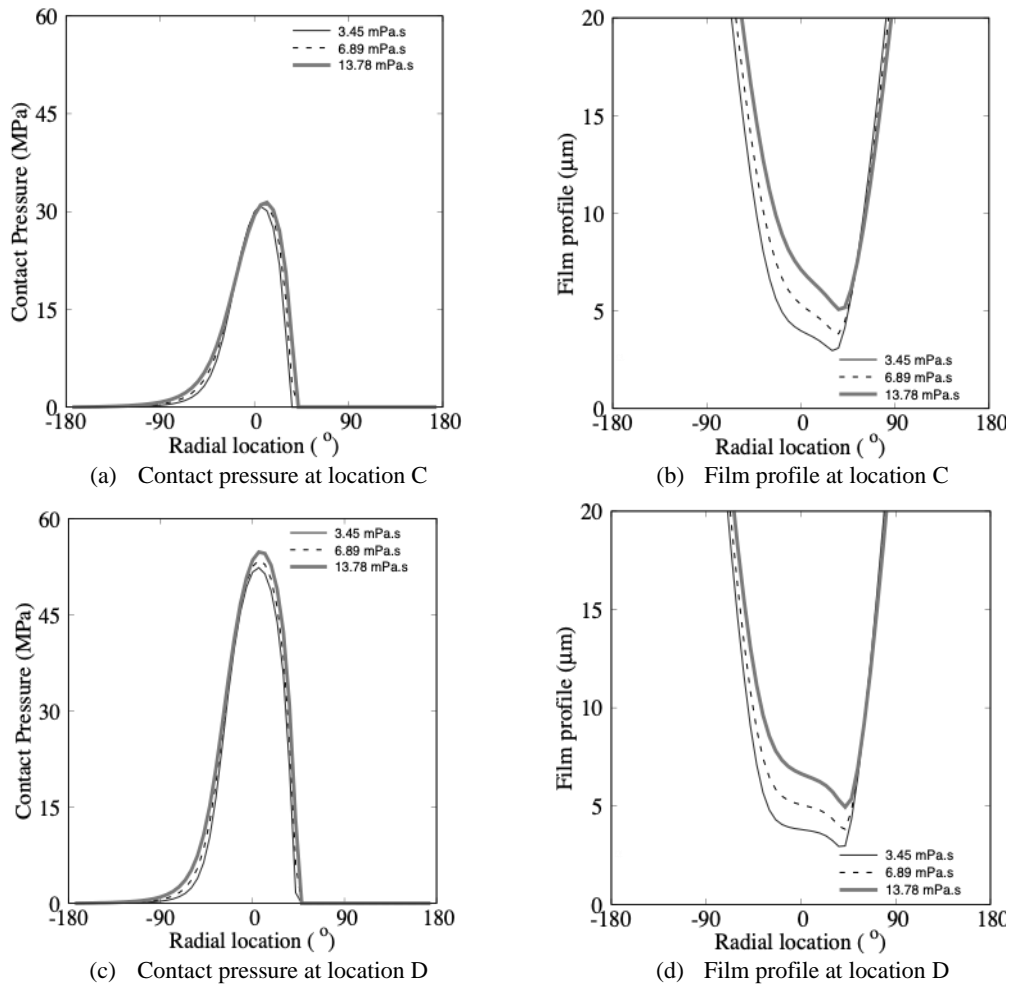 60
45
30
15
0
Contact Pressure (MPa)
3.45 mPa.s
6.89 mPa.s
13.78 mPa.s
-180 -90 0 90 180
Radial location ( o)
(a) Contact pressure at location C
20
15
10
5
0
Film profile (μm)
3.45 mPa.s
6.89 mPa.s
13.78 mPa.s
-180 -90 0 90 180
Radial location ( o)
(b) Film profile at location C
60
45
30
15
0
Contact Pressure (MPa)
3.45 mPa.s
6.89 mPa.s
13.78 mPa.s
-180 -90 0 90 180
Radial location ( o)
(c) Contact pressure at location D
20
15
10
5
0
Film profile (μm)
3.45 mPa.s
6.89 mPa.s
13.78 mPa.s
-180 -90 0 90 180
Radial location ( o)
(d) Film profile at location D